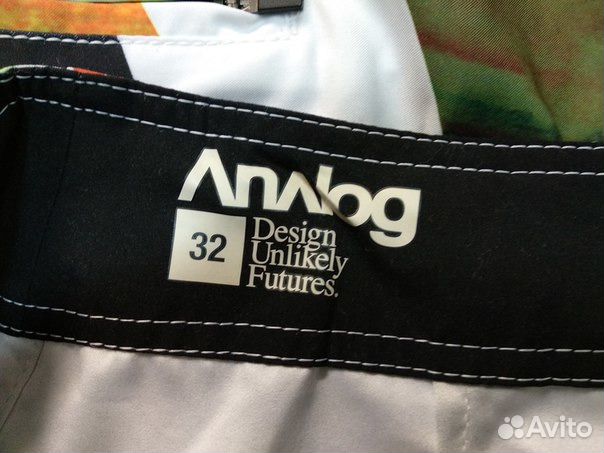 Analog
32
Design
Unlikely
Futures.
Avito